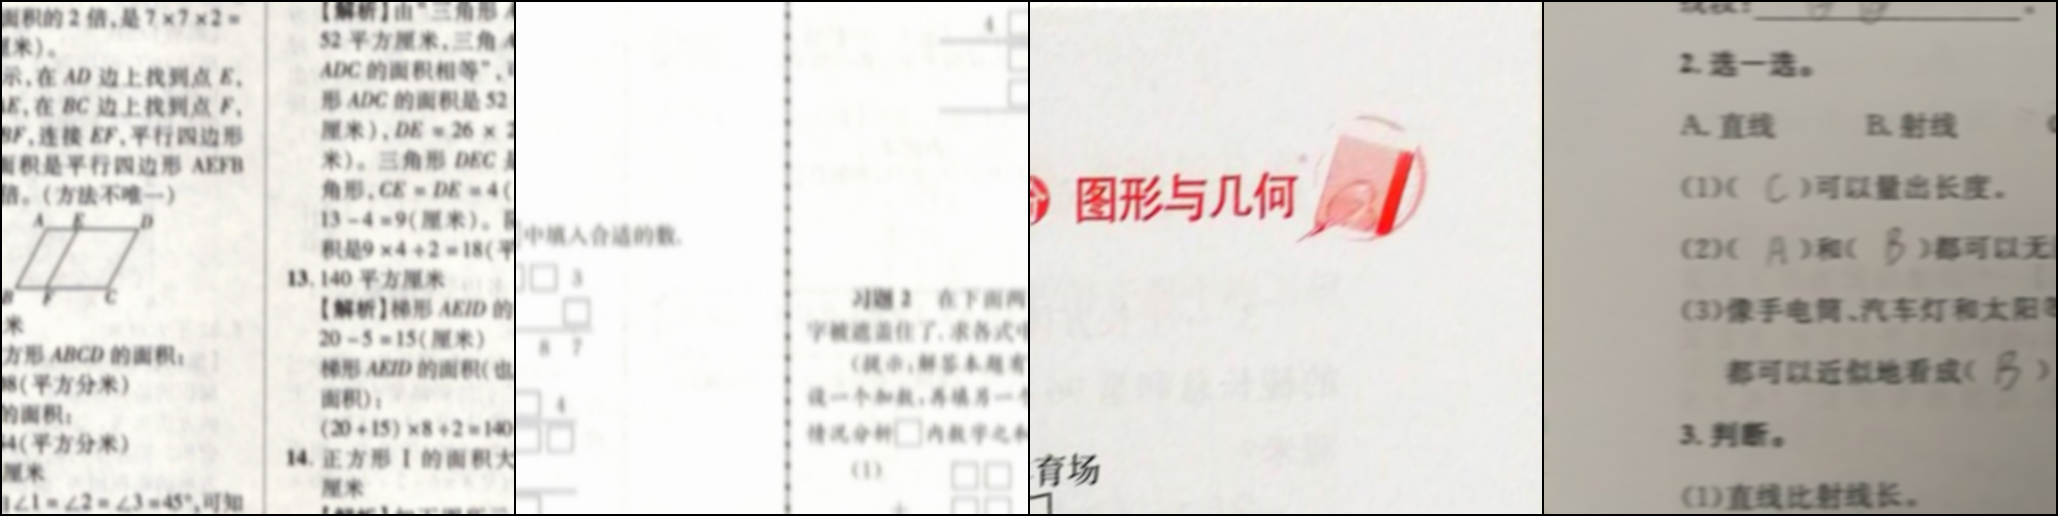 面积的2倍,是7×7×2=
厘米)。
示,在AD边上找到点E,
AE,在BC边上找到点F,
BF,连接EF,平行四边形
面积是平行四边形AEFB
倍。(方法不唯一)
A E D
B F C
米
方形ABCD的面积:
98(平方分米)
的面积:
44(平方分米)
厘米
∠1=∠2=∠3=45°,可知
【解析】由“三角形A
52平方厘米,三角A
ADC的面积相等”,
形ADC的面积是52
厘米),DE=26×2
米)。三角形DEC是
角形,CE=DE=4(
13-4=9(厘米)。
积是9×4÷2=18(平
13. 140平方厘米
【解析】梯形AEID的
20-5=15(厘米)
梯形AEID的面积(也
面积):
(20+15)×8÷2=140
14. 正方形Ⅰ的面积大
厘米
中填入合适的数.
□□3
□
8 7
□4
□□
4□
□
□
习题2 在下面两
字被遮盖住了,求各式中
(提示:解答本题有
设一个加数,再填另一个
情况分析□内数字之和
(1)
□□
+□□
图形与几何
育场
线段:
2.选一选。
A.直线 B.射线
(1)( C )可以量出长度。
(2)( A )和( B )都可以无
(3)像手电筒、汽车灯和太阳等
都可以近似地看成( B )
3.判断。
(1)直线比射线长。